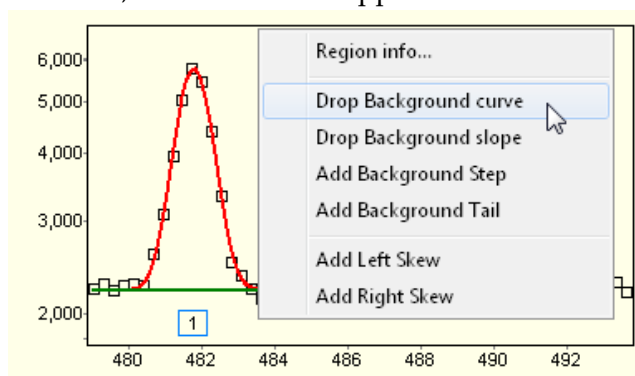 6,000
5,000
4,000
3,000
2,000
Region info...
Drop Background curve
Drop Background slope
Add Background Step
Add Background Tail
Add Left Skew
Add Right Skew
1
480 482 484 486 488 490 492